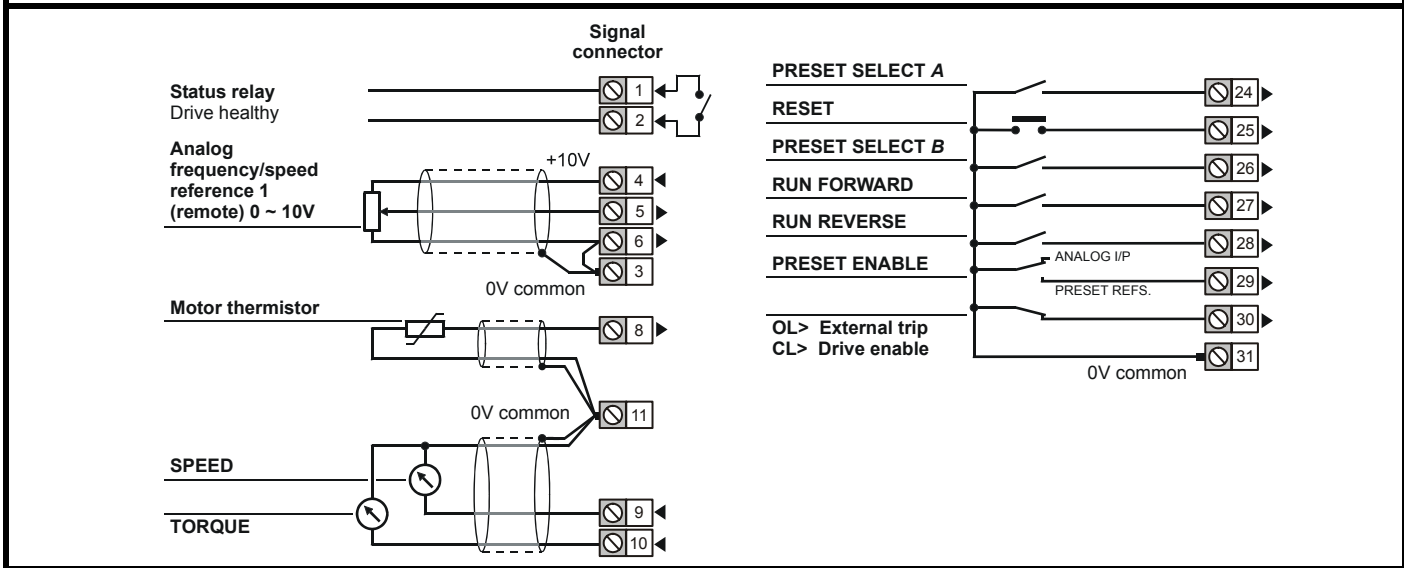 Signal
connector
Status relay
Drive healthy
1
2
Analog
frequency/speed
reference 1
(remote) 0 ~ 10V
+10V
4
5
6
3
0V common
Motor thermistor
8
0V common
11
SPEED
TORQUE
9
10
PRESET SELECT A
24
RESET
25
PRESET SELECT B
26
RUN FORWARD
27
RUN REVERSE
28
PRESET ENABLE
ANALOG I/P
29
PRESET REFS.
30
OL> External trip
CL> Drive enable
31
0V common